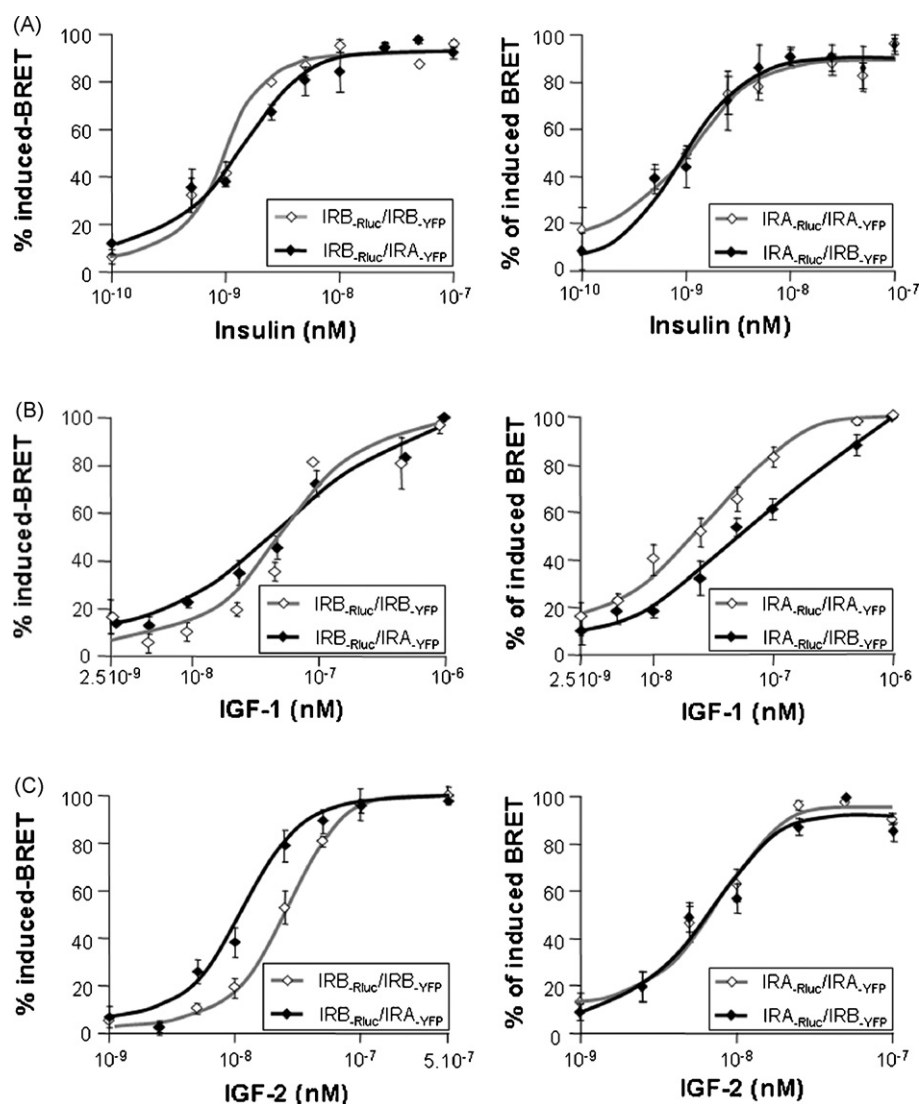 (A)
% induced-BRET
100
80
60
40
20
0
IRB-Rluc/IRB-YFP
IRB-Rluc/IRA-YFP
10-10 10-9 10-8 10-7
Insulin (nM)
% of induced BRET
100
80
60
40
20
0
IRA-Rluc/IRA-YFP
IRA-Rluc/IRB-YFP
10-10 10-9 10-8 10-7
Insulin (nM)
(B)
% induced-BRET
100
80
60
40
20
0
IRB-Rluc/IRB-YFP
IRB-Rluc/IRA-YFP
2.510-9 10-8 10-7 10-6
IGF-1 (nM)
% of induced BRET
100
80
60
40
20
0
IRA-Rluc/IRA-YFP
IRA-Rluc/IRB-YFP
2.510-9 10-8 10-7 10-6
IGF-1 (nM)
(C)
% induced-BRET
100
80
60
40
20
0
IRB-Rluc/IRB-YFP
IRB-Rluc/IRA-YFP
10-9 10-8 10-7 5.10-7
IGF-2 (nM)
% of induced BRET
100
80
60
40
20
0
IRA-Rluc/IRA-YFP
IRA-Rluc/IRB-YFP
10-9 10-8 10-7
IGF-2 (nM)